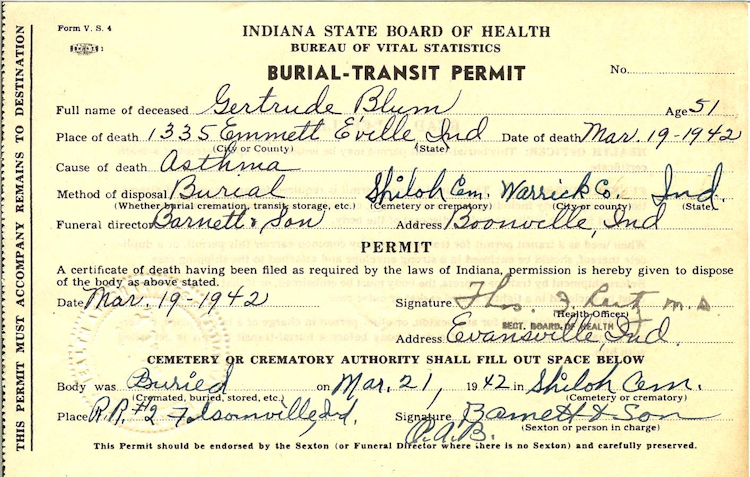 Form V. S. 4
INDIANA STATE BOARD OF HEALTH
BUREAU OF VITAL STATISTICS
BURIAL-TRANSIT PERMIT
No.
Full name of deceased Gertrude Blum Age 51
Place of death 1335 Emmett E'ville, Ind Date of death Mar. 19-1942
(City or County) (State)
Cause of death Asthma
Method of disposal Burial Shiloh Cem. Warrick Co. Ind.
(Whether burial cremation, transit, storage, etc.) (Cemetery or crematory) (City or county) (State)
Funeral director Barnett & Son Address Boonville, Ind
PERMIT
A certificate of death having been filed as required by the laws of Indiana, permission is hereby given to dispose
of the body as above stated.
Date Mar. 19-1942 Signature Thos. M.D
(Health Officer)
SECT. BOARD OF HEALTH
Address Evansville, Ind.
CEMETERY OR CREMATORY AUTHORITY SHALL FILL OUT SPACE BELOW
Body was Buried on Mar. 21, 1942 in Shiloh Cem.
(Cremated, buried, stored, etc.) (Cemetery or crematory)
Place R.R. #2 Folsomville, Ind. Signature Barnett & Son
(Sexton or person in charge)
P.A.B.
This Permit should be endorsed by the Sexton (or Funeral Director where there is no Sexton) and carefully preserved.
THIS PERMIT MUST ACCOMPANY REMAINS TO DESTINATION